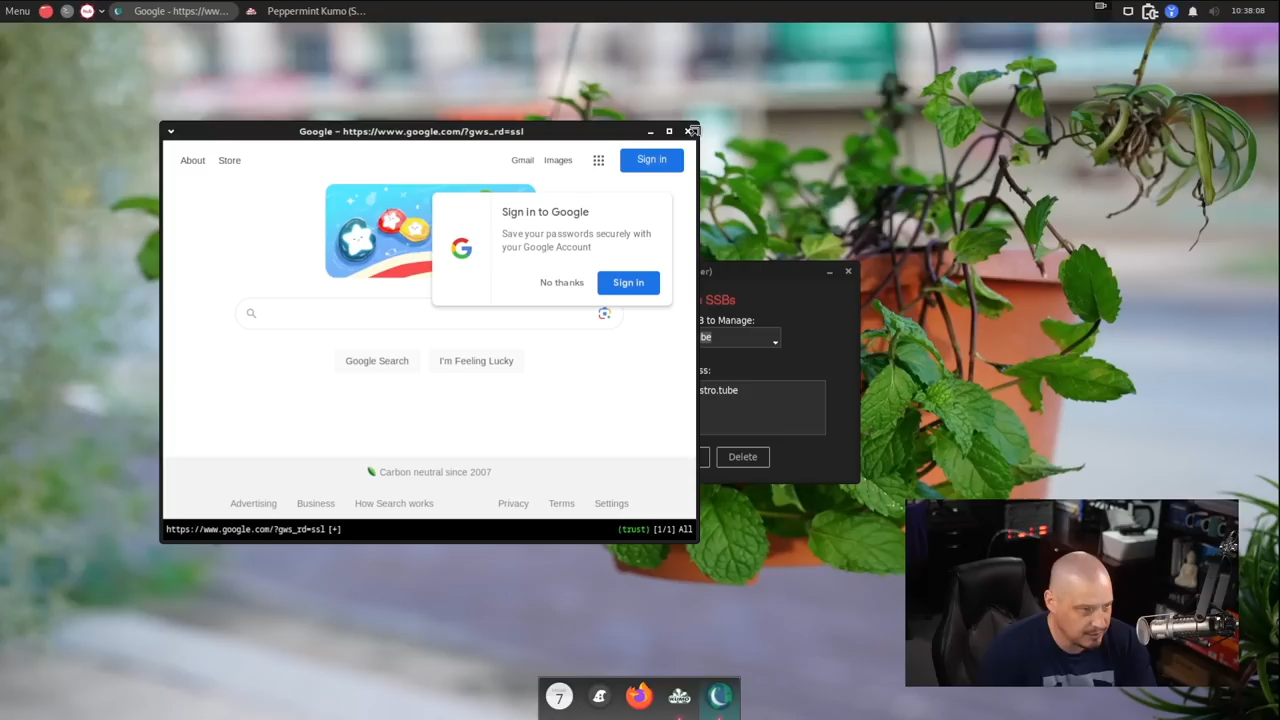 Menu
Google - https://ww...
Peppermint Kumo (S...
10:38:08
Google – https://www.google.com/?gws_rd=ssl
About
Store
Gmail
Images
Sign in
Sign in to Google
Save your passwords securely with
your Google Account
No thanks
Sign in
Google Search
I'm Feeling Lucky
Carbon neutral since 2007
Advertising
Business
How Search works
Privacy
Terms
Settings
https://www.google.com/?gws_rd=ssl [+]
(trust) [1/1] All
er)
SSBs
B to Manage:
be
ss:
stro.tube
Delete
7